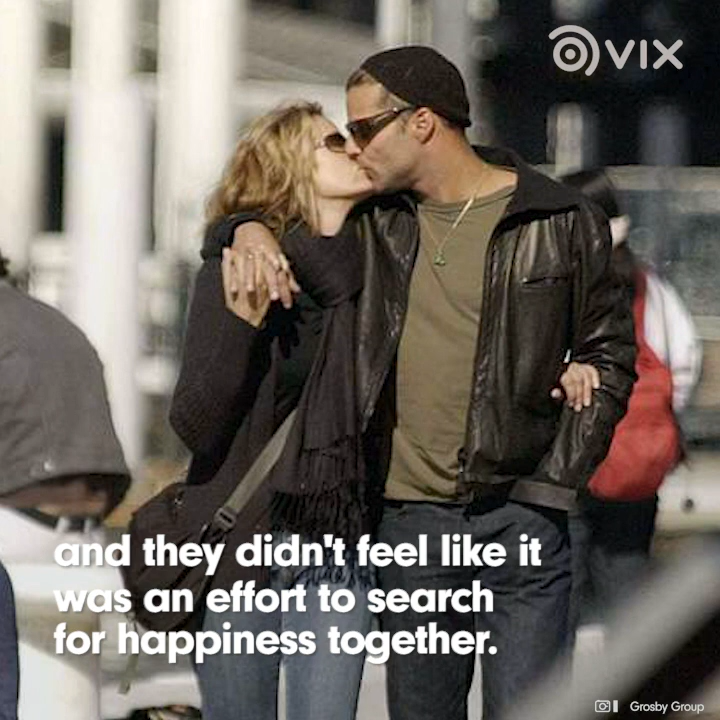 VIX
and they didn't feel like it
was an effort to search
for happiness together.
Grosby Group